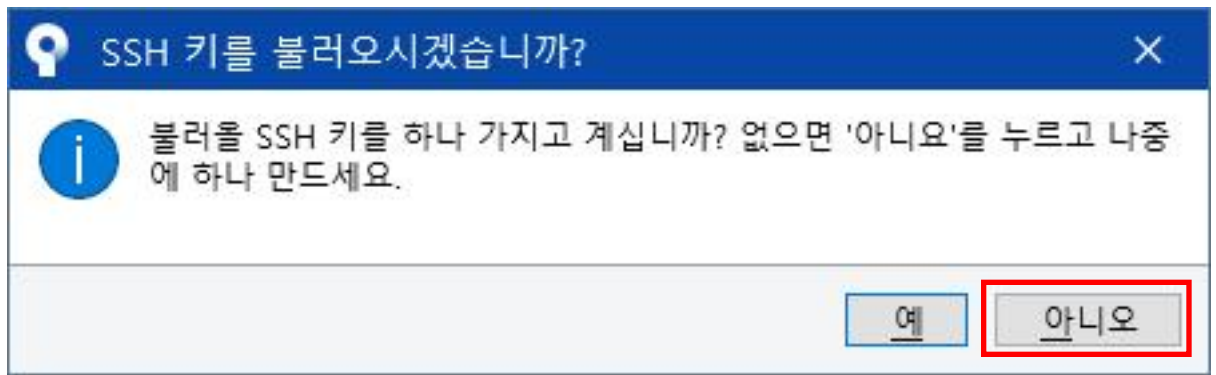 SSH 키를 불러오시겠습니까?
불러올 SSH 키를 하나 가지고 계십니까? 없으면 '아니요'를 누르고 나중
에 하나 만드세요.
예
아니오